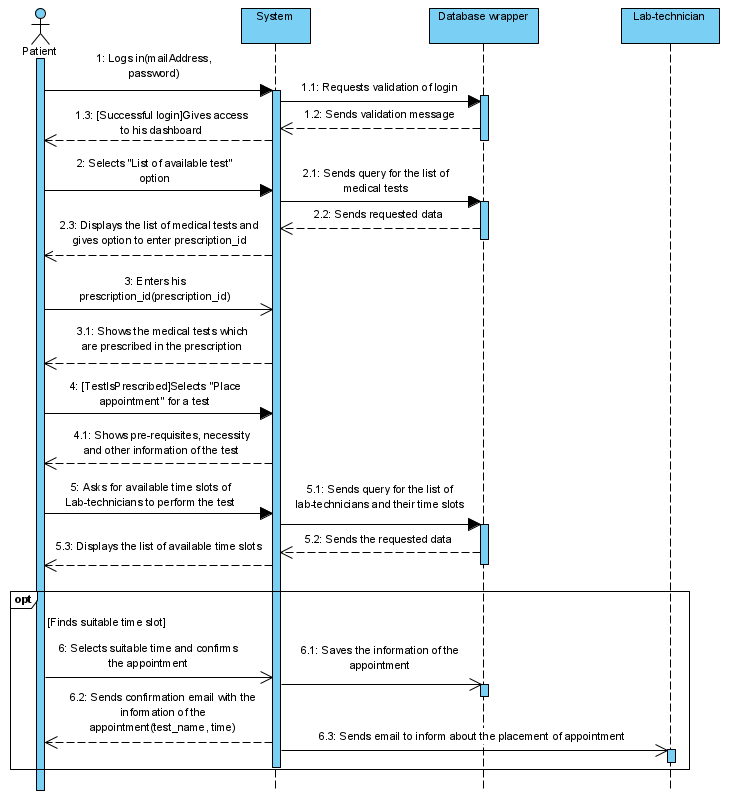 Patient
System
Database wrapper
Lab-technician
1: Logs in(mailAddress,
password)
1.1: Requests validation of login
1.2: Sends validation message
1.3: [Successful login]Gives access
to his dashboard
2: Selects "List of available test"
option
2.1: Sends query for the list of
medical tests
2.2: Sends requested data
2.3: Displays the list of medical tests and
gives option to enter prescription_id
3: Enters his
prescription_id(prescription_id)
3.1: Shows the medical tests which
are prescribed in the prescription
4: [TestIsPrescribed]Selects "Place
appointment" for a test
4.1: Shows pre-requisites, necessity
and other information of the test
5: Asks for available time slots of
Lab-technicians to perform the test
5.1: Sends query for the list of
lab-technicians and their time slots
5.2: Sends the requested data
5.3: Displays the list of available time slots
opt
[Finds suitable time slot]
6: Selects suitable time and confirms
the appointment
6.1: Saves the information of the
appointment
6.2: Sends confirmation email with the
information of the
appointment(test_name, time)
6.3: Sends email to inform about the placement of appointment